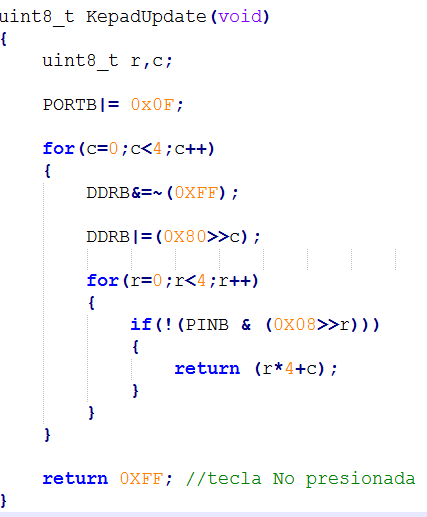 uint8_t KepadUpdate(void)
{
    uint8_t r,c;
    PORTB|= 0x0F;
    for(c=0;c<4;c++)
    {
        DDRB&=~(0XFF);
        DDRB|=(0X80>>c);
        for(r=0;r<4;r++)
        {
            if(!(PINB & (0X08>>r)))
            {
                return (r*4+c);
            }
        }
    }
    return 0XFF; //tecla No presionada
}